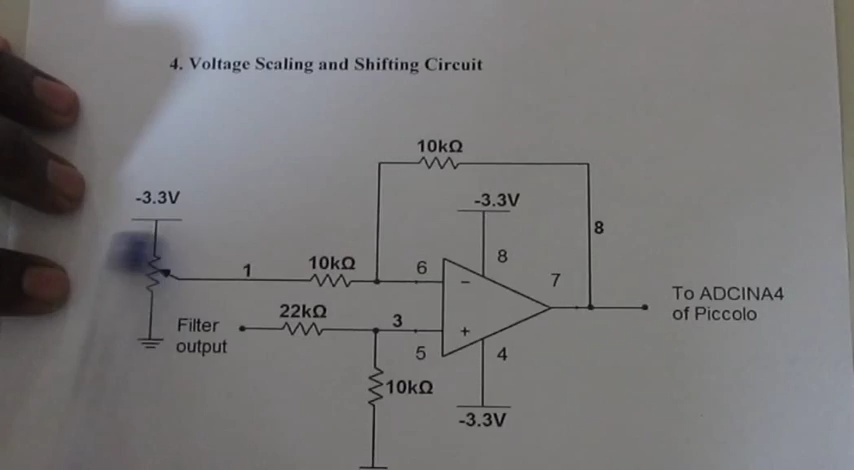 4. Voltage Scaling and Shifting Circuit
10kΩ
-3.3V
-3.3V
8
8
1
10kΩ
6
7
−
To ADCINA4
of Piccolo
22kΩ
3
Filter
output
+
5
4
10kΩ
-3.3V